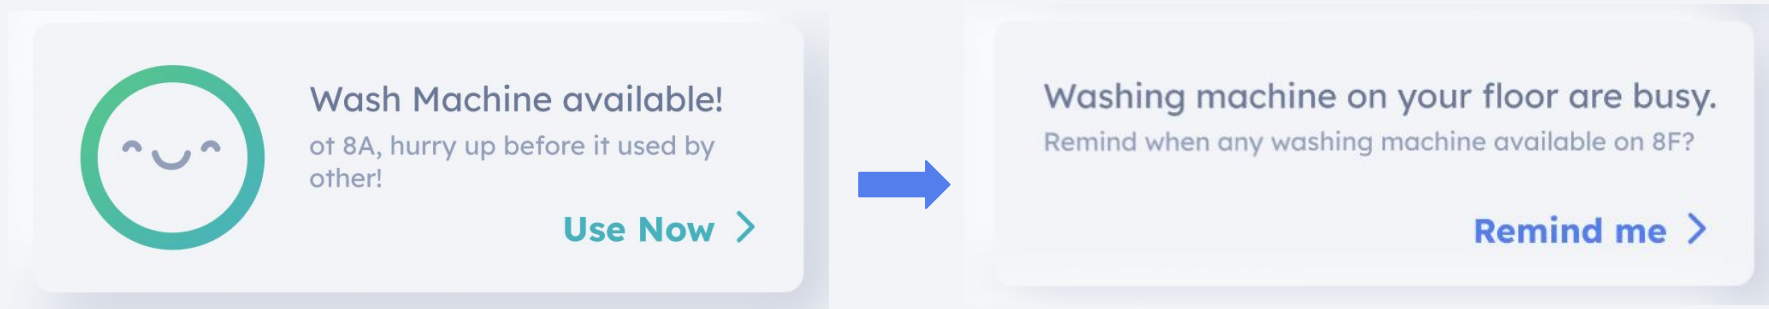 Wash Machine available!
ot 8A, hurry up before it used by
other!
Use Now
Washing machine on your floor are busy.
Remind when any washing machine available on 8F?
Remind me